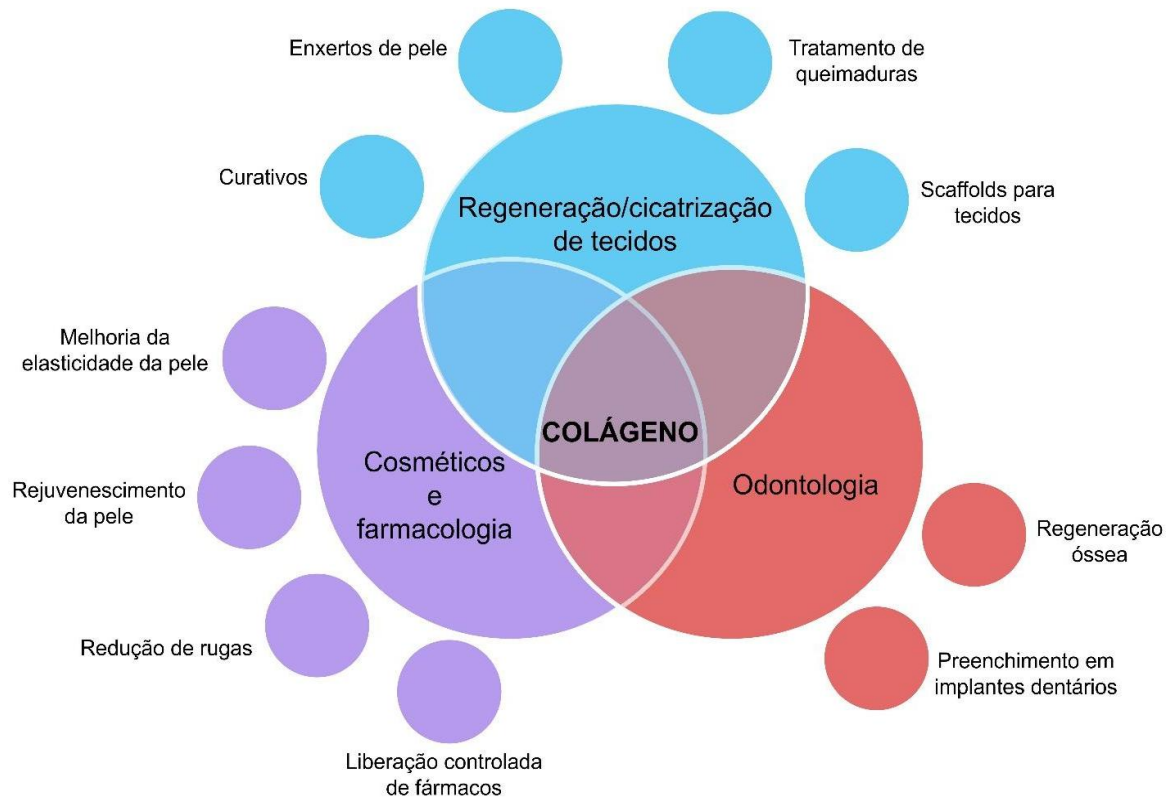 Enxertos de pele
Tratamento de
queimaduras
Curativos
Scaffolds para
tecidos
Regeneração/cicatrização
de tecidos
Melhoria da
elasticidade da pele
COLÁGENO
Cosméticos
e
farmacologia
Odontologia
Rejuvenescimento
da pele
Regeneração
óssea
Redução de rugas
Preenchimento em
implantes dentários
Liberação controlada
de fármacos